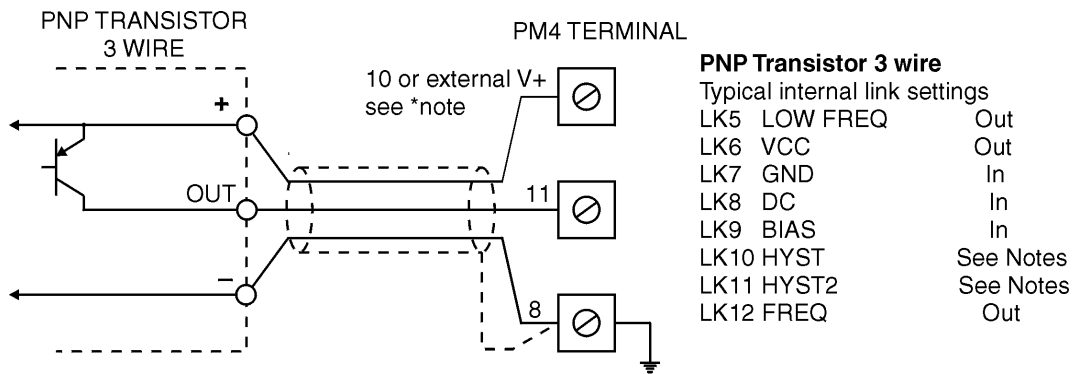 PNP TRANSISTOR
3 WIRE
+
OUT
–
PM4 TERMINAL
10 or external V+
see *note
11
8
PNP Transistor 3 wire
Typical internal link settings
LK5 LOW FREQ Out
LK6 VCC Out
LK7 GND In
LK8 DC In
LK9 BIAS In
LK10 HYST See Notes
LK11 HYST2 See Notes
LK12 FREQ Out